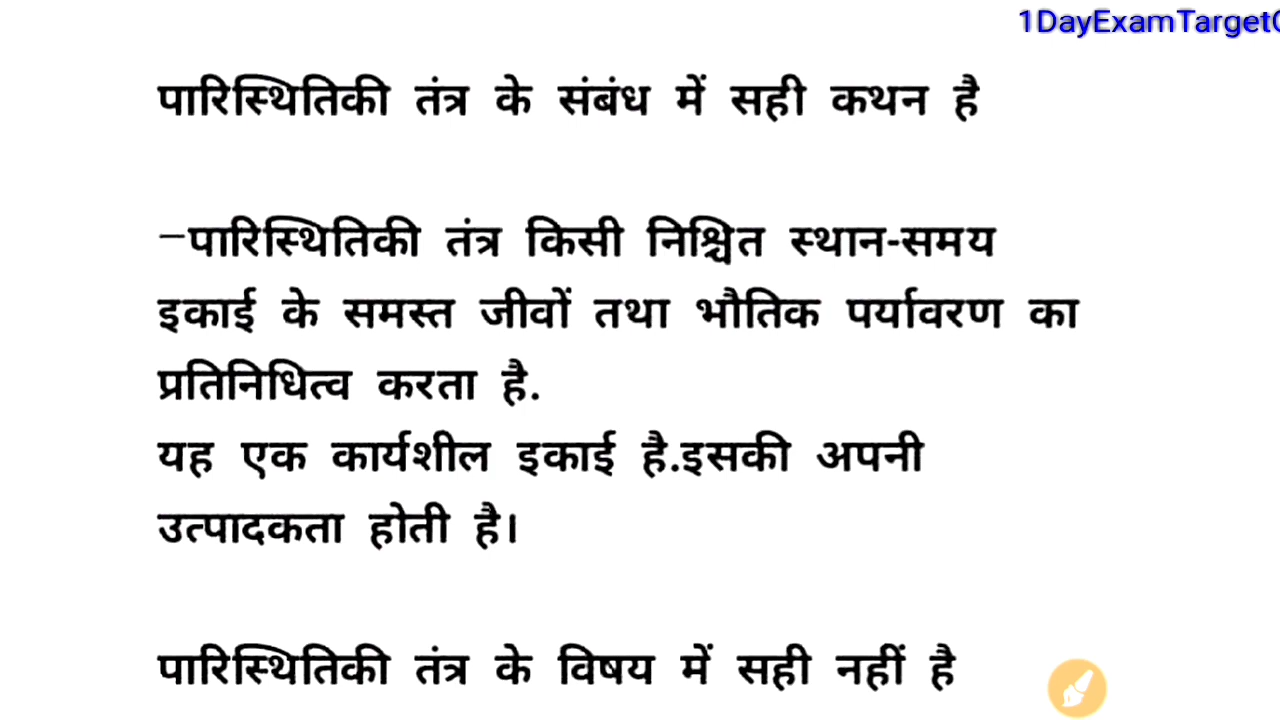 1DayExamTarget
पारिस्थितिकी तंत्र के संबंध में सही कथन है
–पारिस्थितिकी तंत्र किसी निश्चित स्थान-समय
इकाई के समस्त जीवों तथा भौतिक पर्यावरण का
प्रतिनिधित्व करता है.
यह एक कार्यशील इकाई है.इसकी अपनी
उत्पादकता होती है।
पारिस्थितिकी तंत्र के विषय में सही नहीं है